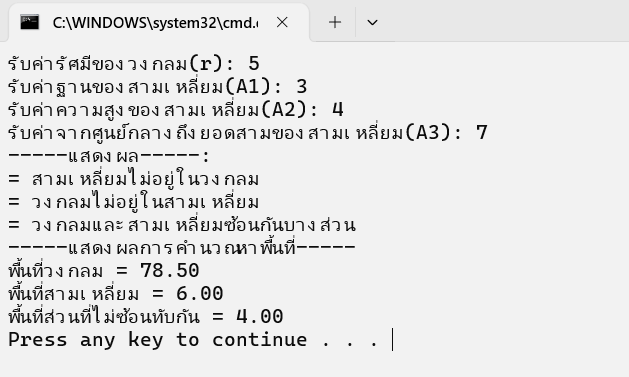 C:\WINDOWS\system32\cmd.
รับค่ารัศมีของวงกลม(r): 5
รับค่าฐานของสามเหลี่ยม(A1): 3
รับค่าความสูงของสามเหลี่ยม(A2): 4
รับค่าจากศูนย์กลางถึงยอดสามของสามเหลี่ยม(A3): 7
-----แสดงผล-----:
= สามเหลี่ยมไม่อยู่ในวงกลม
= วงกลมไม่อยู่ในสามเหลี่ยม
= วงกลมและสามเหลี่ยมซ้อนกันบางส่วน
-----แสดงผลการคำนวณหาพื้นที่-----
พื้นที่วงกลม = 78.50
พื้นที่สามเหลี่ยม = 6.00
พื้นที่ส่วนที่ไม่ซ้อนทับกัน = 4.00
Press any key to continue . . .